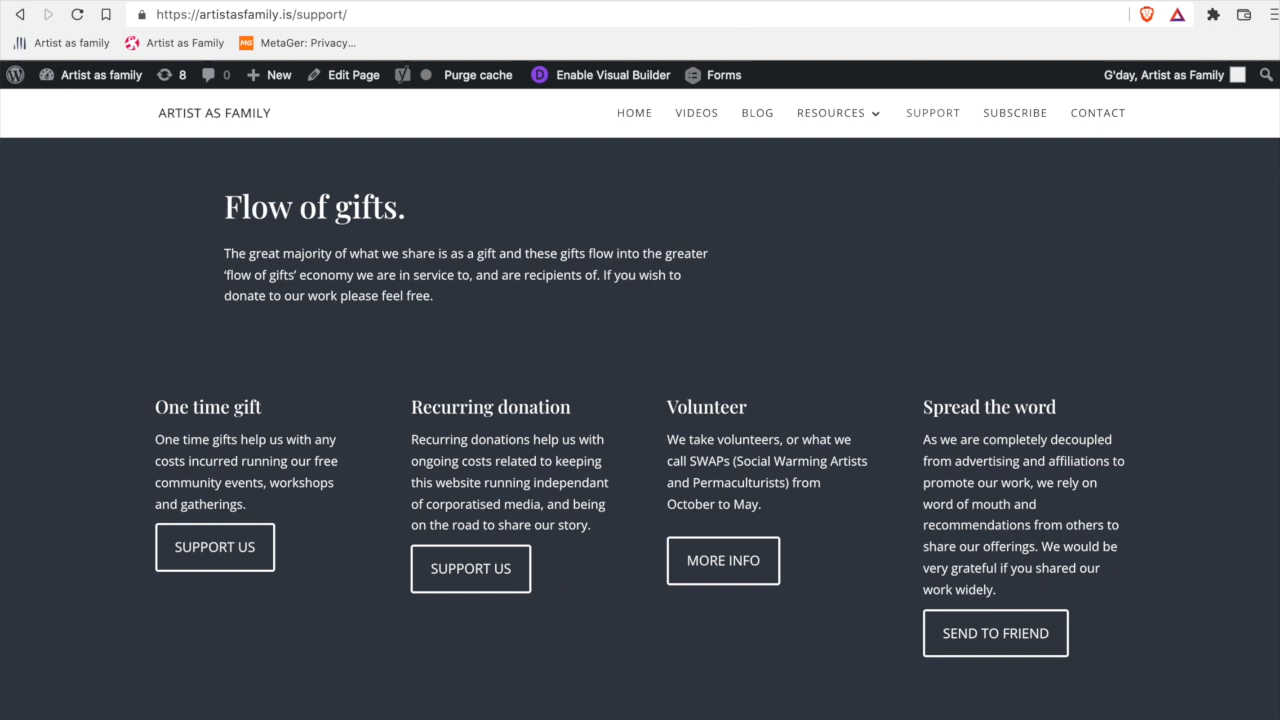 https://artistasfamily.is/support/
Artist as family
Artist as Family
MG MetaGer: Privacy...
Artist as family 8 0 New Edit Page Purge cache D Enable Visual Builder Forms G'day, Artist as Family
ARTIST AS FAMILY HOME VIDEOS BLOG RESOURCES SUPPORT SUBSCRIBE CONTACT
Flow of gifts.
The great majority of what we share is as a gift and these gifts flow into the greater
‘flow of gifts’ economy we are in service to, and are recipients of. If you wish to
donate to our work please feel free.
One time gift
One time gifts help us with any
costs incurred running our free
community events, workshops
and gatherings.
SUPPORT US
Recurring donation
Recurring donations help us with
ongoing costs related to keeping
this website running independant
of corporatised media, and being
on the road to share our story.
SUPPORT US
Volunteer
We take volunteers, or what we
call SWAPs (Social Warming Artists
and Permaculturists) from
October to May.
MORE INFO
Spread the word
As we are completely decoupled
from advertising and affiliations to
promote our work, we rely on
word of mouth and
recommendations from others to
share our offerings. We would be
very grateful if you shared our
work widely.
SEND TO FRIEND